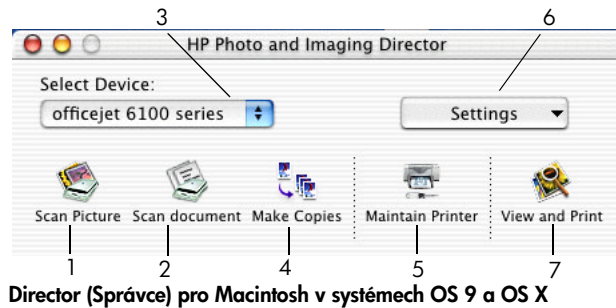 3 6
HP Photo and Imaging Director
Select Device:
officejet 6100 series Settings
Scan Picture Scan document Make Copies Maintain Printer View and Print
1 2 4 5 7
Director (Správce) pro Macintosh v systémech OS 9 a OS X